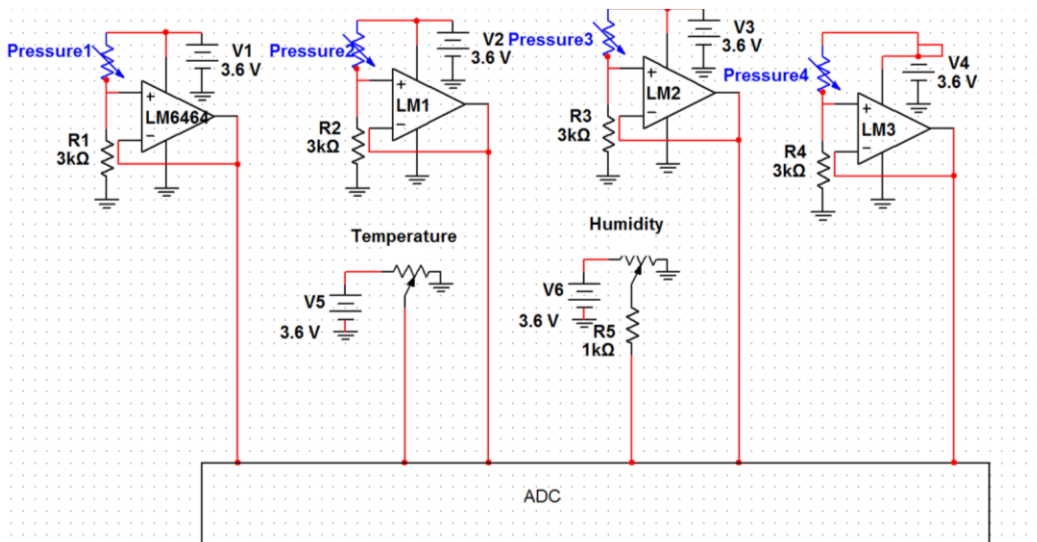 Pressure1
V1
3.6 V
+
LM6464
−
R1
3kΩ
Pressure2
V2
3.6 V
+
LM1
−
R2
3kΩ
Pressure3
V3
3.6 V
+
LM2
−
R3
3kΩ
Pressure4
V4
3.6 V
+
LM3
−
R4
3kΩ
Temperature
V5
3.6 V
Humidity
V6
3.6 V
R5
1kΩ
ADC